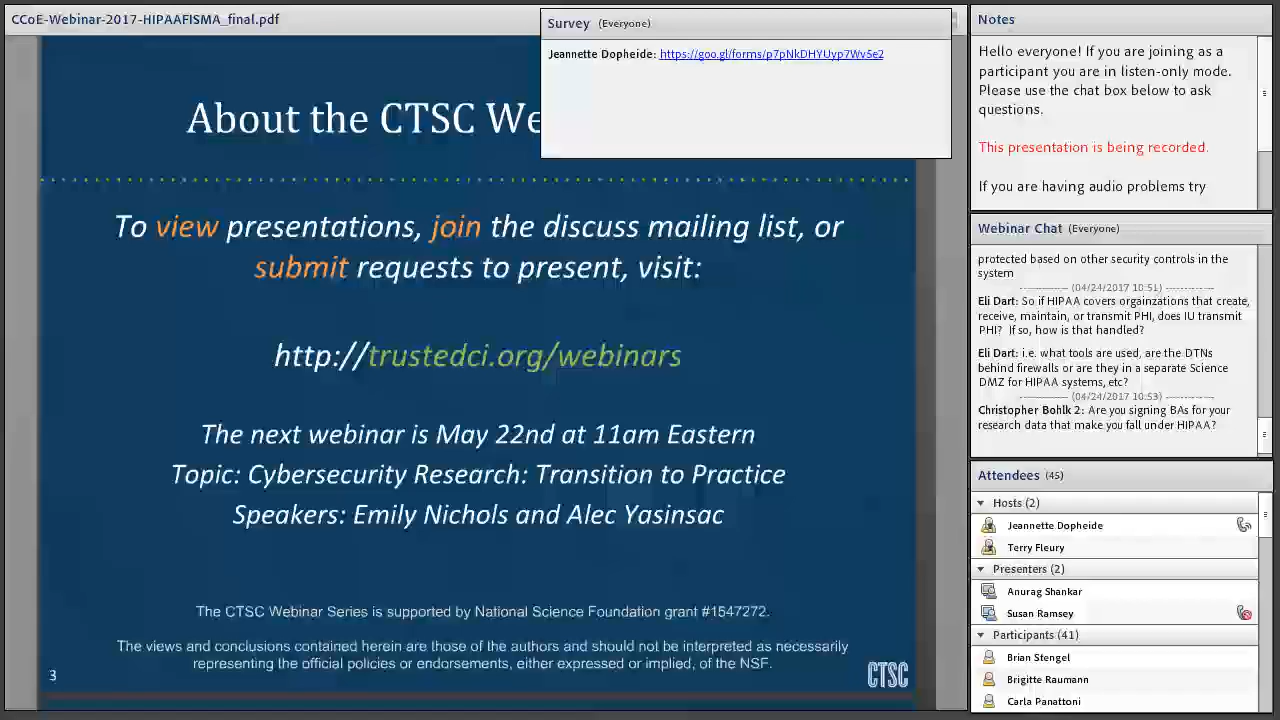 CCoE-Webinar-2017-HIPAAFISMA_final.pdf
Survey (Everyone)
Jeannette Dopheide: https://goo.gl/forms/p7pNkDHYUyp7Wv5e2
About the CTSC We
To view presentations, join the discuss mailing list, or
submit requests to present, visit:
http://trustedci.org/webinars
The next webinar is May 22nd at 11am Eastern
Topic: Cybersecurity Research: Transition to Practice
Speakers: Emily Nichols and Alec Yasinsac
The CTSC Webinar Series is supported by National Science Foundation grant #1547272.
The views and conclusions contained herein are those of the authors and should not be interpreted as necessarily
representing the official policies or endorsements, either expressed or implied, of the NSF.
3
CTSC
Notes
Hello everyone! If you are joining as a
participant you are in listen-only mode.
Please use the chat box below to ask
questions.
This presentation is being recorded.
If you are having audio problems try
Webinar Chat (Everyone)
protected based on other security controls in the
system
------------ (04/24/2017 10:51) ------------
Eli Dart: So if HIPAA covers orgainzations that create,
receive, maintain, or transmit PHI, does IU transmit
PHI? If so, how is that handled?
Eli Dart: i.e. what tools are used, are the DTNs
behind firewalls or are they in a separate Science
DMZ for HIPAA systems, etc?
------------ (04/24/2017 10:53) ------------
Christopher Bohlk 2: Are you signing BAs for your
research data that make you fall under HIPAA?
Attendees (45)
Hosts (2)
Jeannette Dopheide
Terry Fleury
Presenters (2)
Anurag Shankar
Susan Ramsey
Participants (41)
Brian Stengel
Brigitte Raumann
Carla Panattoni